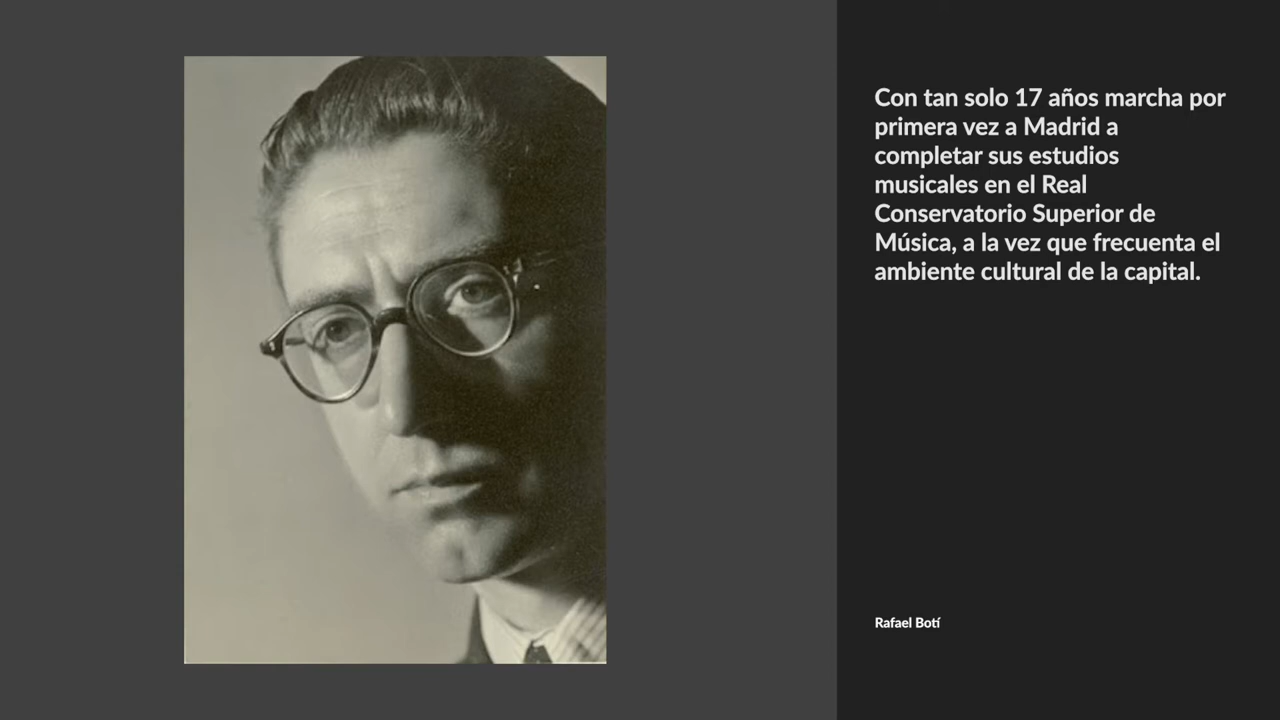 Con tan solo 17 años marcha por
primera vez a Madrid a
completar sus estudios
musicales en el Real
Conservatorio Superior de
Música, a la vez que frecuenta el
ambiente cultural de la capital.
Rafael Botí